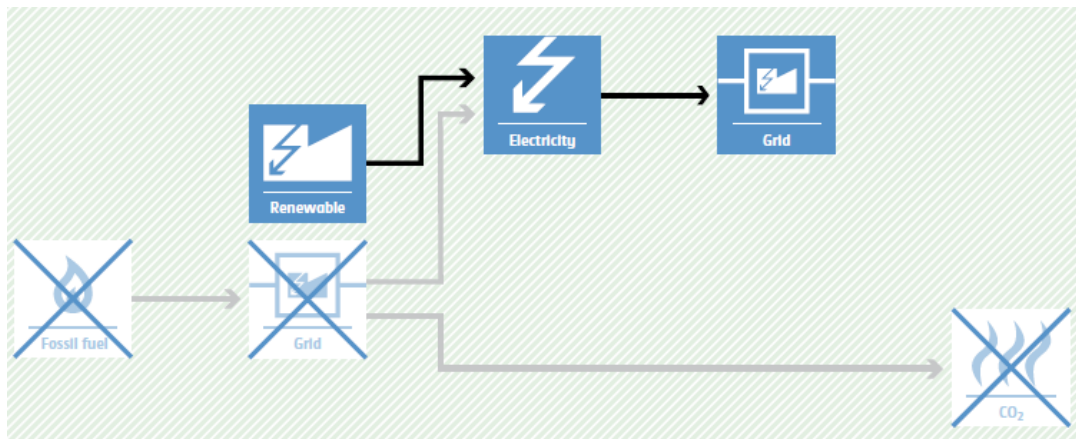 Electricity
Grid
Renewable
Fossil fuel
Grid
CO₂